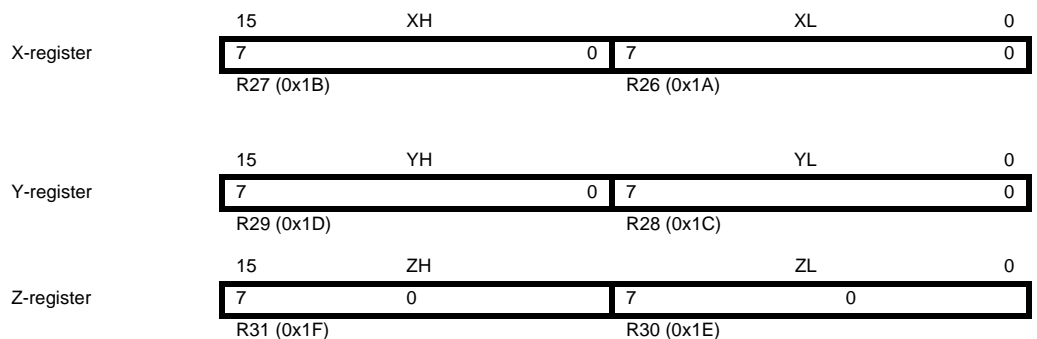 15 XH XL 0
X-register 7 0 7 0
R27 (0x1B) R26 (0x1A)
15 YH YL 0
Y-register 7 0 7 0
R29 (0x1D) R28 (0x1C)
15 ZH ZL 0
Z-register 7 0 7 0
R31 (0x1F) R30 (0x1E)